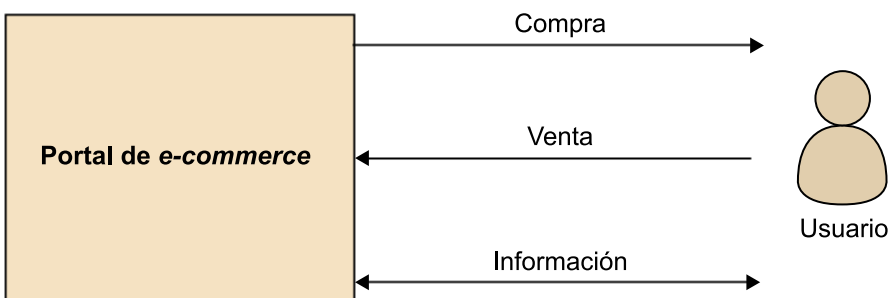 Compra
Portal de e-commerce
Venta
Usuario
Información